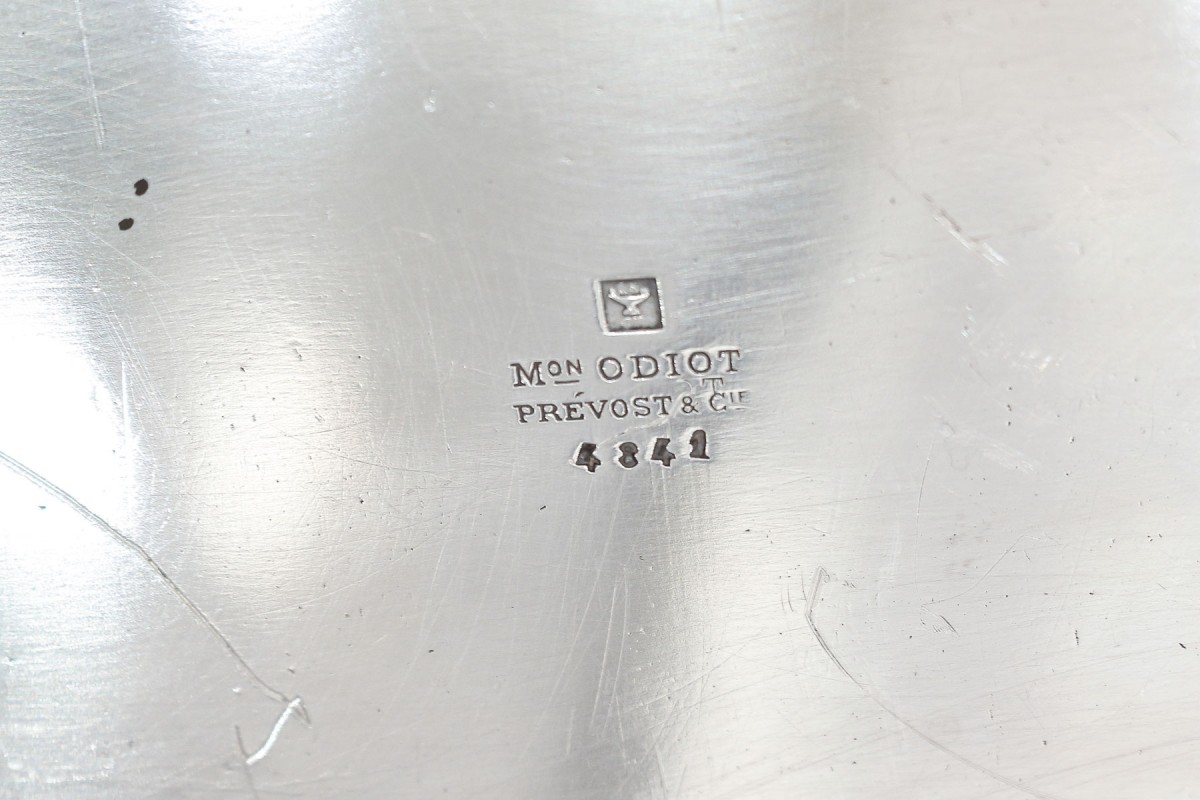 MON ODIOT
PRÉVOST & CIE
4841